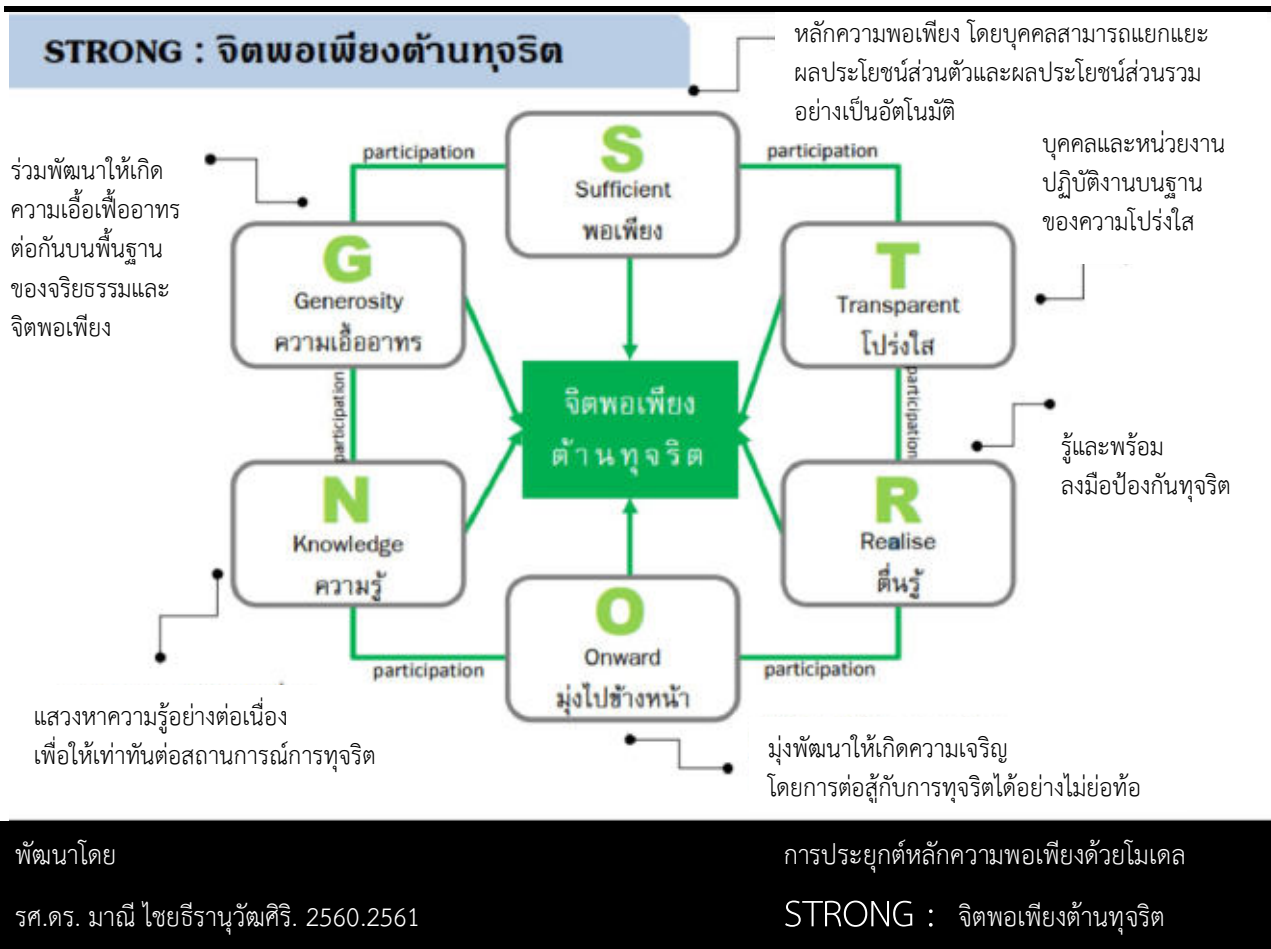 STRONG : จิตพอเพียงต้านทุจริต
หลักความพอเพียง โดยบุคคลสามารถแยกแยะ
ผลประโยชน์ส่วนตัวและผลประโยชน์ส่วนรวม
อย่างเป็นอัตโนมัติ
participation
S
Sufficient
พอเพียง
participation
บุคคลและหน่วยงาน
ปฏิบัติงานบนฐาน
ของความโปร่งใส
ร่วมพัฒนาให้เกิด
ความเอื้อเฟื้ออาทร
ต่อกันบนพื้นฐาน
ของจริยธรรมและ
จิตพอเพียง
G
Generosity
ความเอื้ออาทร
T
Transparent
โปร่งใส
participation
จิตพอเพียง
ต้านทุจริต
participation
รู้และพร้อม
ลงมือป้องกันทุจริต
N
Knowledge
ความรู้
R
Realise
ตื่นรู้
participation
O
Onward
มุ่งไปข้างหน้า
participation
แสวงหาความรู้อย่างต่อเนื่อง
เพื่อให้เท่าทันต่อสถานการณ์การทุจริต
มุ่งพัฒนาให้เกิดความเจริญ
โดยการต่อสู้กับการทุจริตได้อย่างไม่ย่อท้อ
พัฒนาโดย
รศ.ดร. มาณี ไชยธีรานุวัฒศิริ. 2560.2561
การประยุกต์หลักความพอเพียงด้วยโมเดล
STRONG : จิตพอเพียงต้านทุจริต